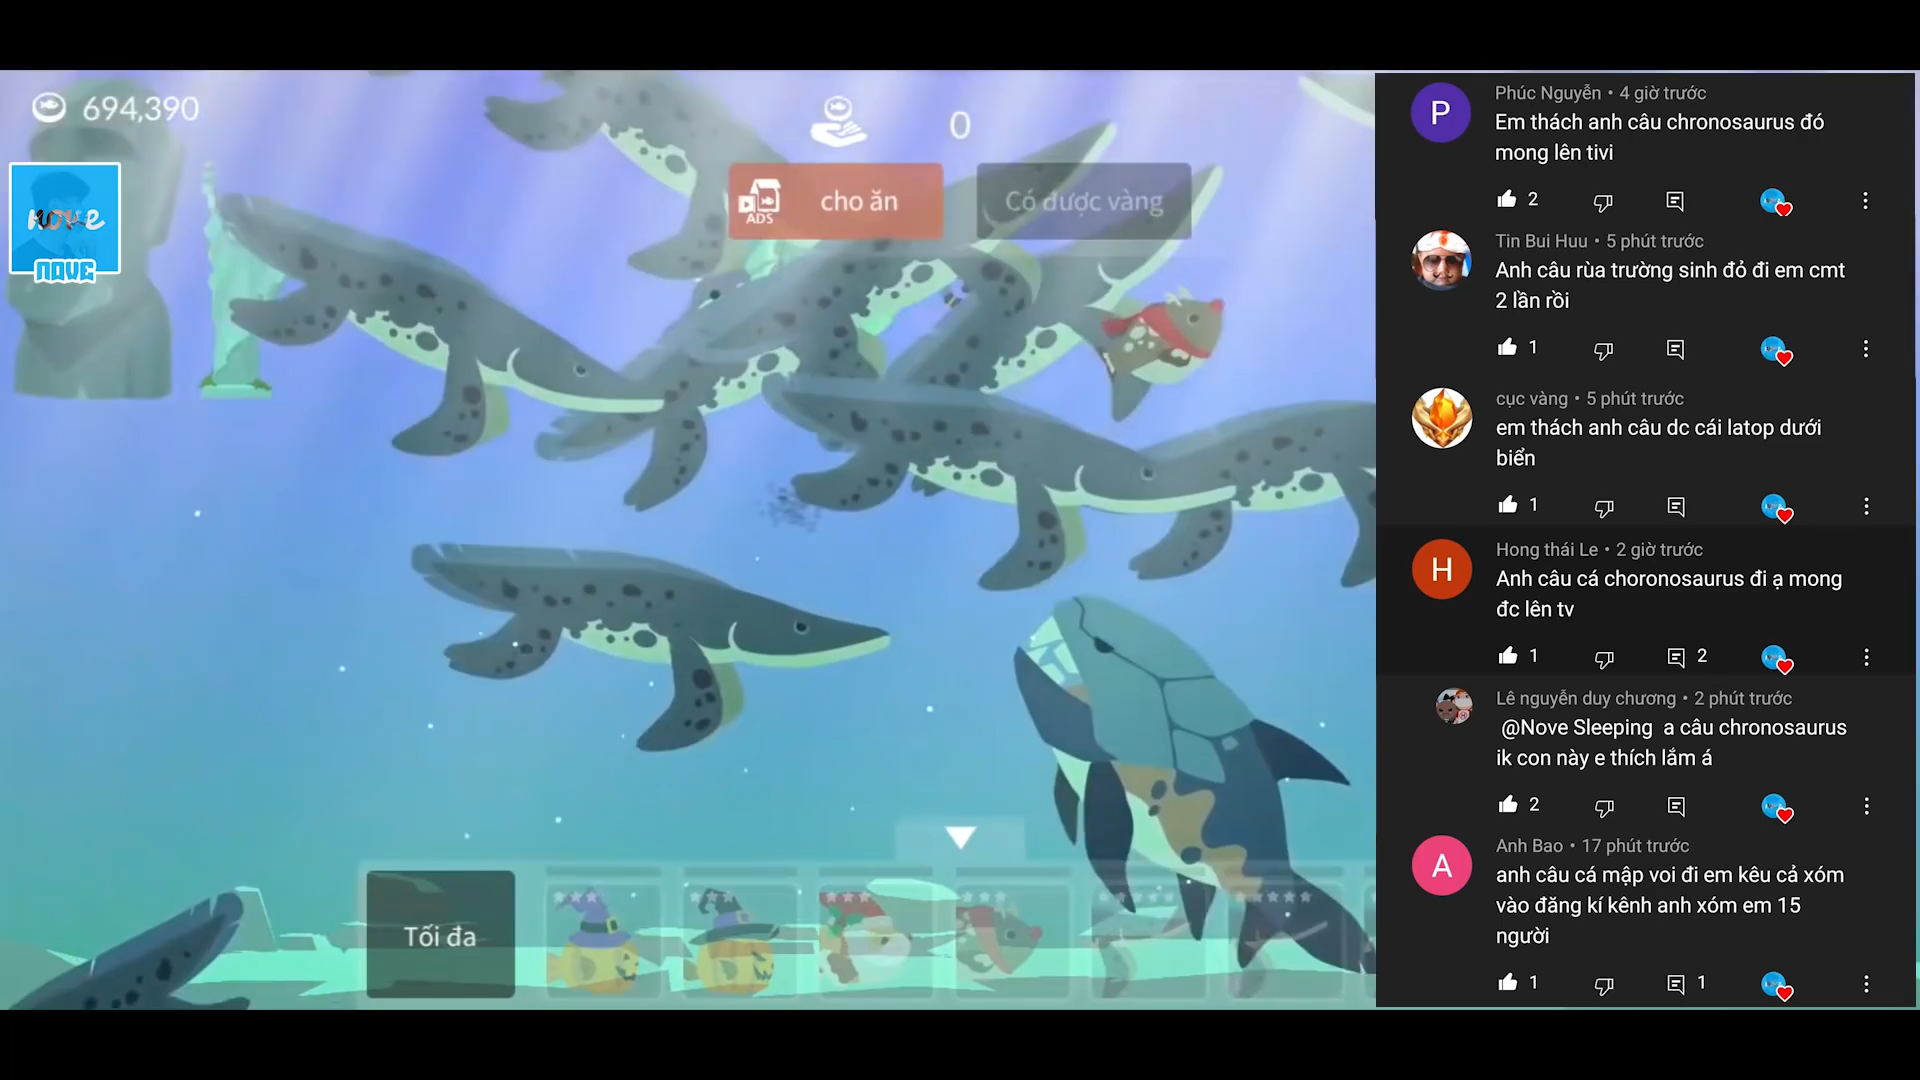 694,390
0
nove
NOVE
ADS
cho ăn
Có được vàng
Tối đa
P
Phúc Nguyễn • 4 giờ trước
Em thách anh câu chronosaurus đó
mong lên tivi
2
Tin Bui Huu • 5 phút trước
Anh câu rùa trường sinh đỏ đi em cmt
2 lần rồi
1
cục vàng • 5 phút trước
em thách anh câu dc cái latop dưới
biển
1
H
Hong thái Le • 2 giờ trước
Anh câu cá choronosaurus đi ạ mong
đc lên tv
1
2
Lê nguyễn duy chương • 2 phút trước
@Nove Sleeping a câu chronosaurus
ik con này e thích lắm á
2
A
Anh Bao • 17 phút trước
anh câu cá mập voi đi em kêu cả xóm
vào đăng kí kênh anh xóm em 15
người
1
1